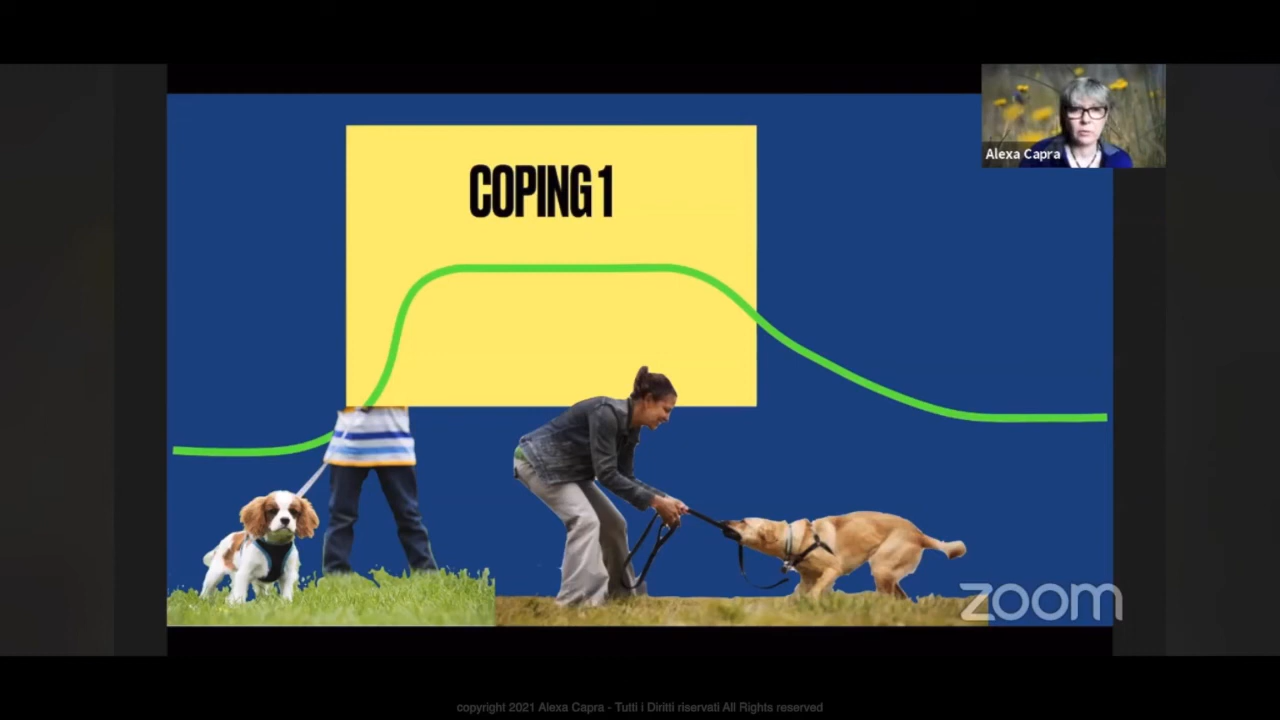 Alexa Capra
COPING 1
zoom
copyright 2021 Alexa Capra - Tutti i Diritti riservati All Rights reserved